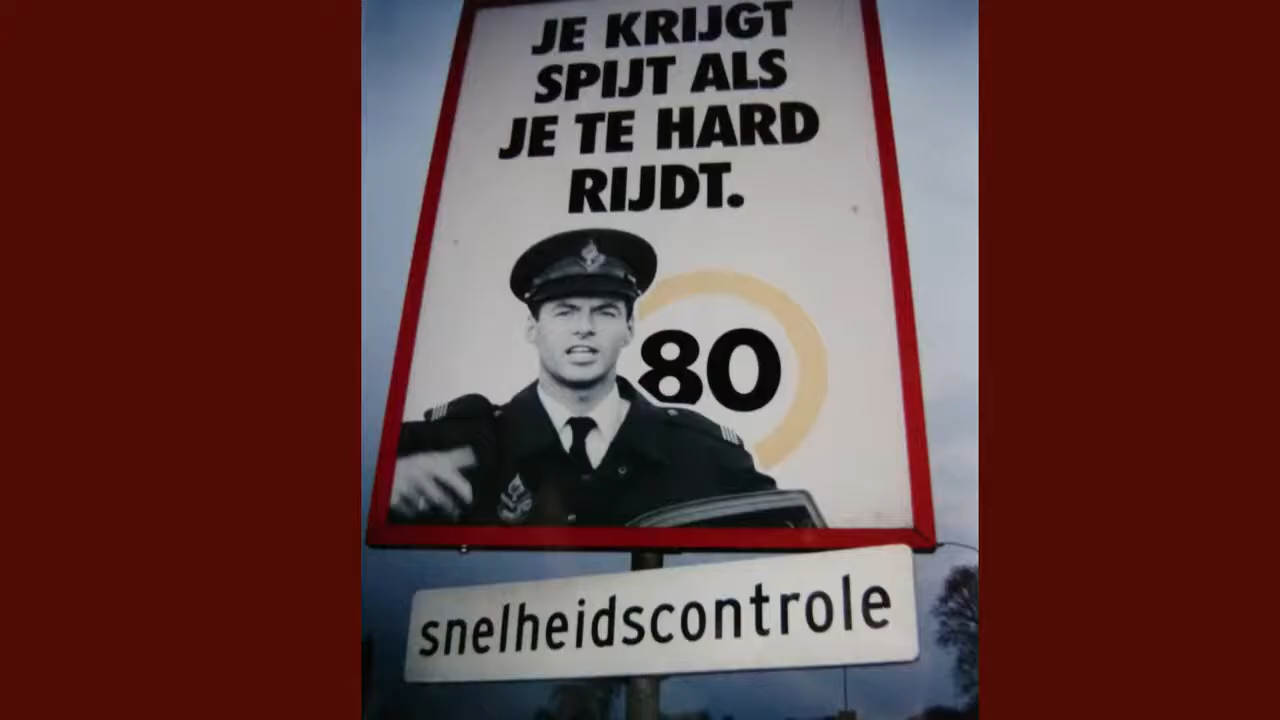 JE KRIJGT
SPIJT ALS
JE TE HARD
RIJDT.
80
snelheidscontrole